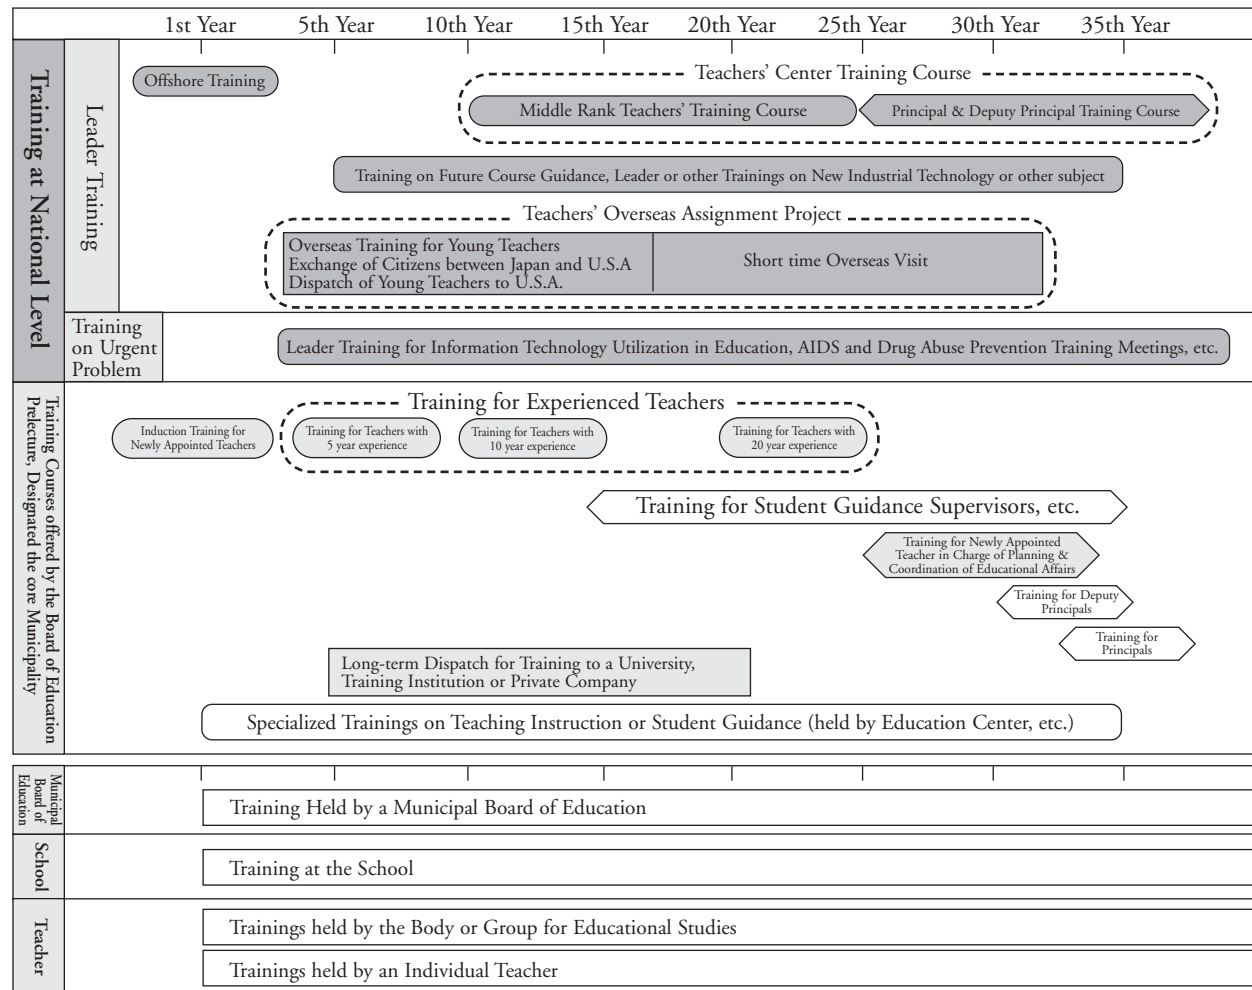 1st Year 5th Year 10th Year 15th Year 20th Year 25th Year 30th Year 35th Year
Training at National Level
Leader Training
Offshore Training
Teachers' Center Training Course
Middle Rank Teachers' Training Course
Principal & Deputy Principal Training Course
Training on Future Course Guidance, Leader or other Trainings on New Industrial Technology or other subject
Teachers' Overseas Assignment Project
Overseas Training for Young Teachers
Exchange of Citizens between Japan and U.S.A
Dispatch of Young Teachers to U.S.A.
Short time Overseas Visit
Training
on Urgent
Problem
Leader Training for Information Technology Utilization in Education, AIDS and Drug Abuse Prevention Training Meetings, etc.
Training Courses offered by the Board of Education
Prelecture, Designated the core Municipality
Training for Experienced Teachers
Induction Training for
Newly Appointed Teachers
Training for Teachers with
5 year experience
Training for Teachers with
10 year experience
Training for Teachers with
20 year experience
Training for Student Guidance Supervisors, etc.
Training for Newly Appointed
Teacher in Charge of Planning &
Coordination of Educational Affairs
Training for Deputy
Principals
Training for
Principals
Long-term Dispatch for Training to a University,
Training Institution or Private Company
Specialized Trainings on Teaching Instruction or Student Guidance (held by Education Center, etc.)
Municipal
Board of
Education
Training Held by a Municipal Board of Education
School
Training at the School
Teacher
Trainings held by the Body or Group for Educational Studies
Trainings held by an Individual Teacher